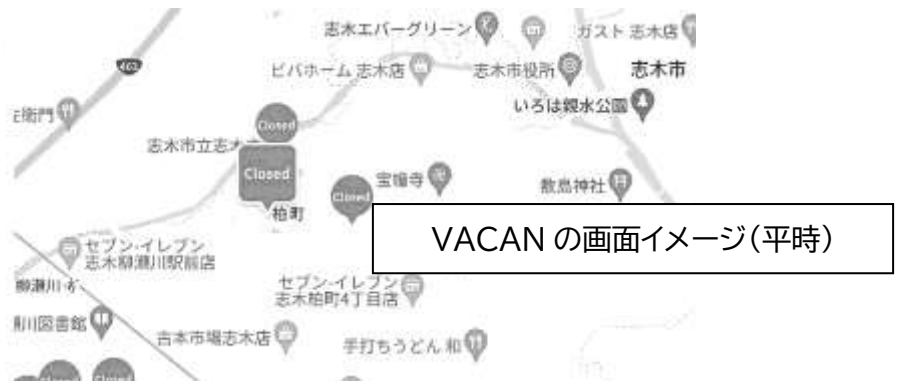 志木エバーグリーン
ガスト 志木店
463
ビバホーム 志木店
志木市役所
志木市
いろは親水公園
衛門
Closed
志木市立志木
Closed
宝幢寺
Closed
敷島神社
柏町
VACAN の画面イメージ(平時)
セブン-イレブン
志木柳瀬川駅前店
柳瀬川
セブン-イレブン
志木柏町4丁目店
川図書館
吉本市場志木店
手打ちうどん 和
Closed
Closed